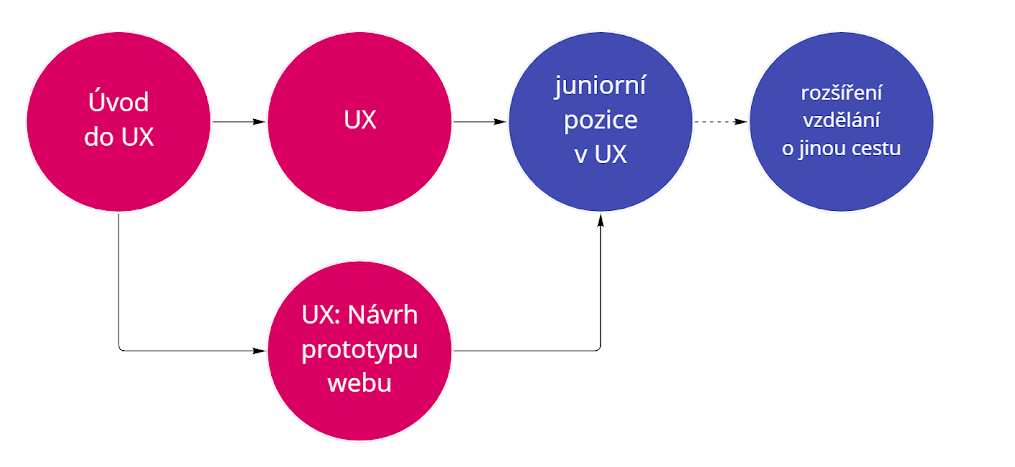 Úvod
do UX
UX
juniorní
pozice
v UX
rozšíření
vzdělání
o jinou cestu
UX: Návrh
prototypu
webu